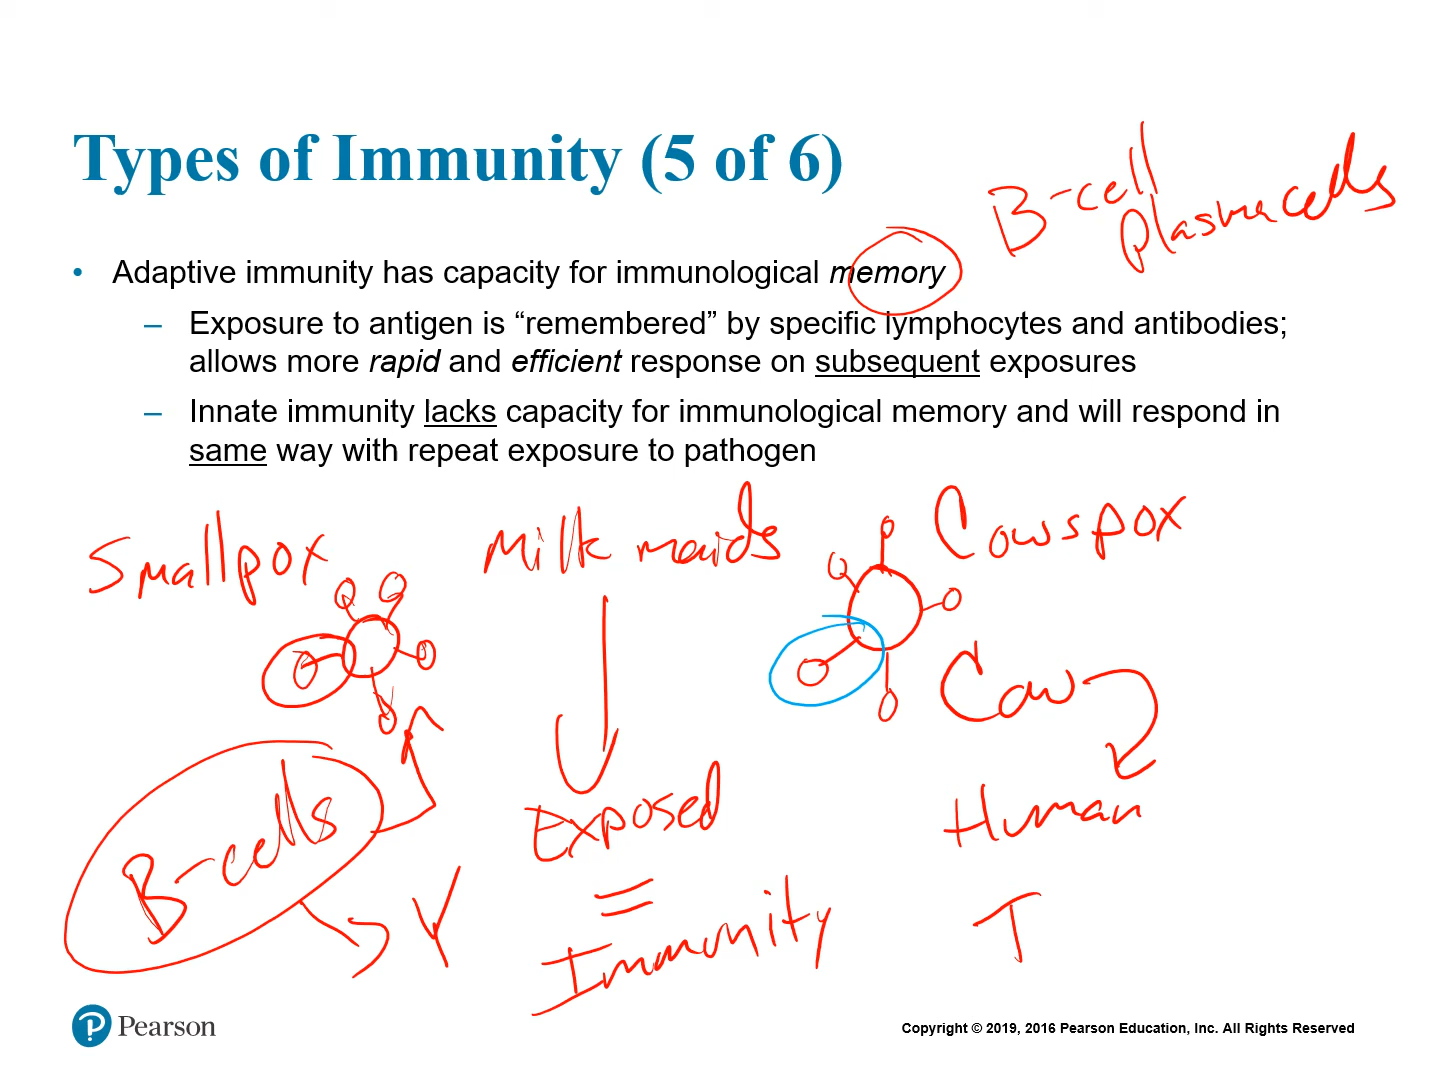 Types of Immunity (5 of 6)
B-cell
plasma cells
• Adaptive immunity has capacity for immunological memory
– Exposure to antigen is “remembered” by specific lymphocytes and antibodies;
allows more rapid and efficient response on subsequent exposures
– Innate immunity lacks capacity for immunological memory and will respond in
same way with repeat exposure to pathogen
Smallpox
Milk maids
Cowspox
Cow
Human
B-cells
Exposed
=
Immunity
Y
T
Pearson
Copyright © 2019, 2016 Pearson Education, Inc. All Rights Reserved